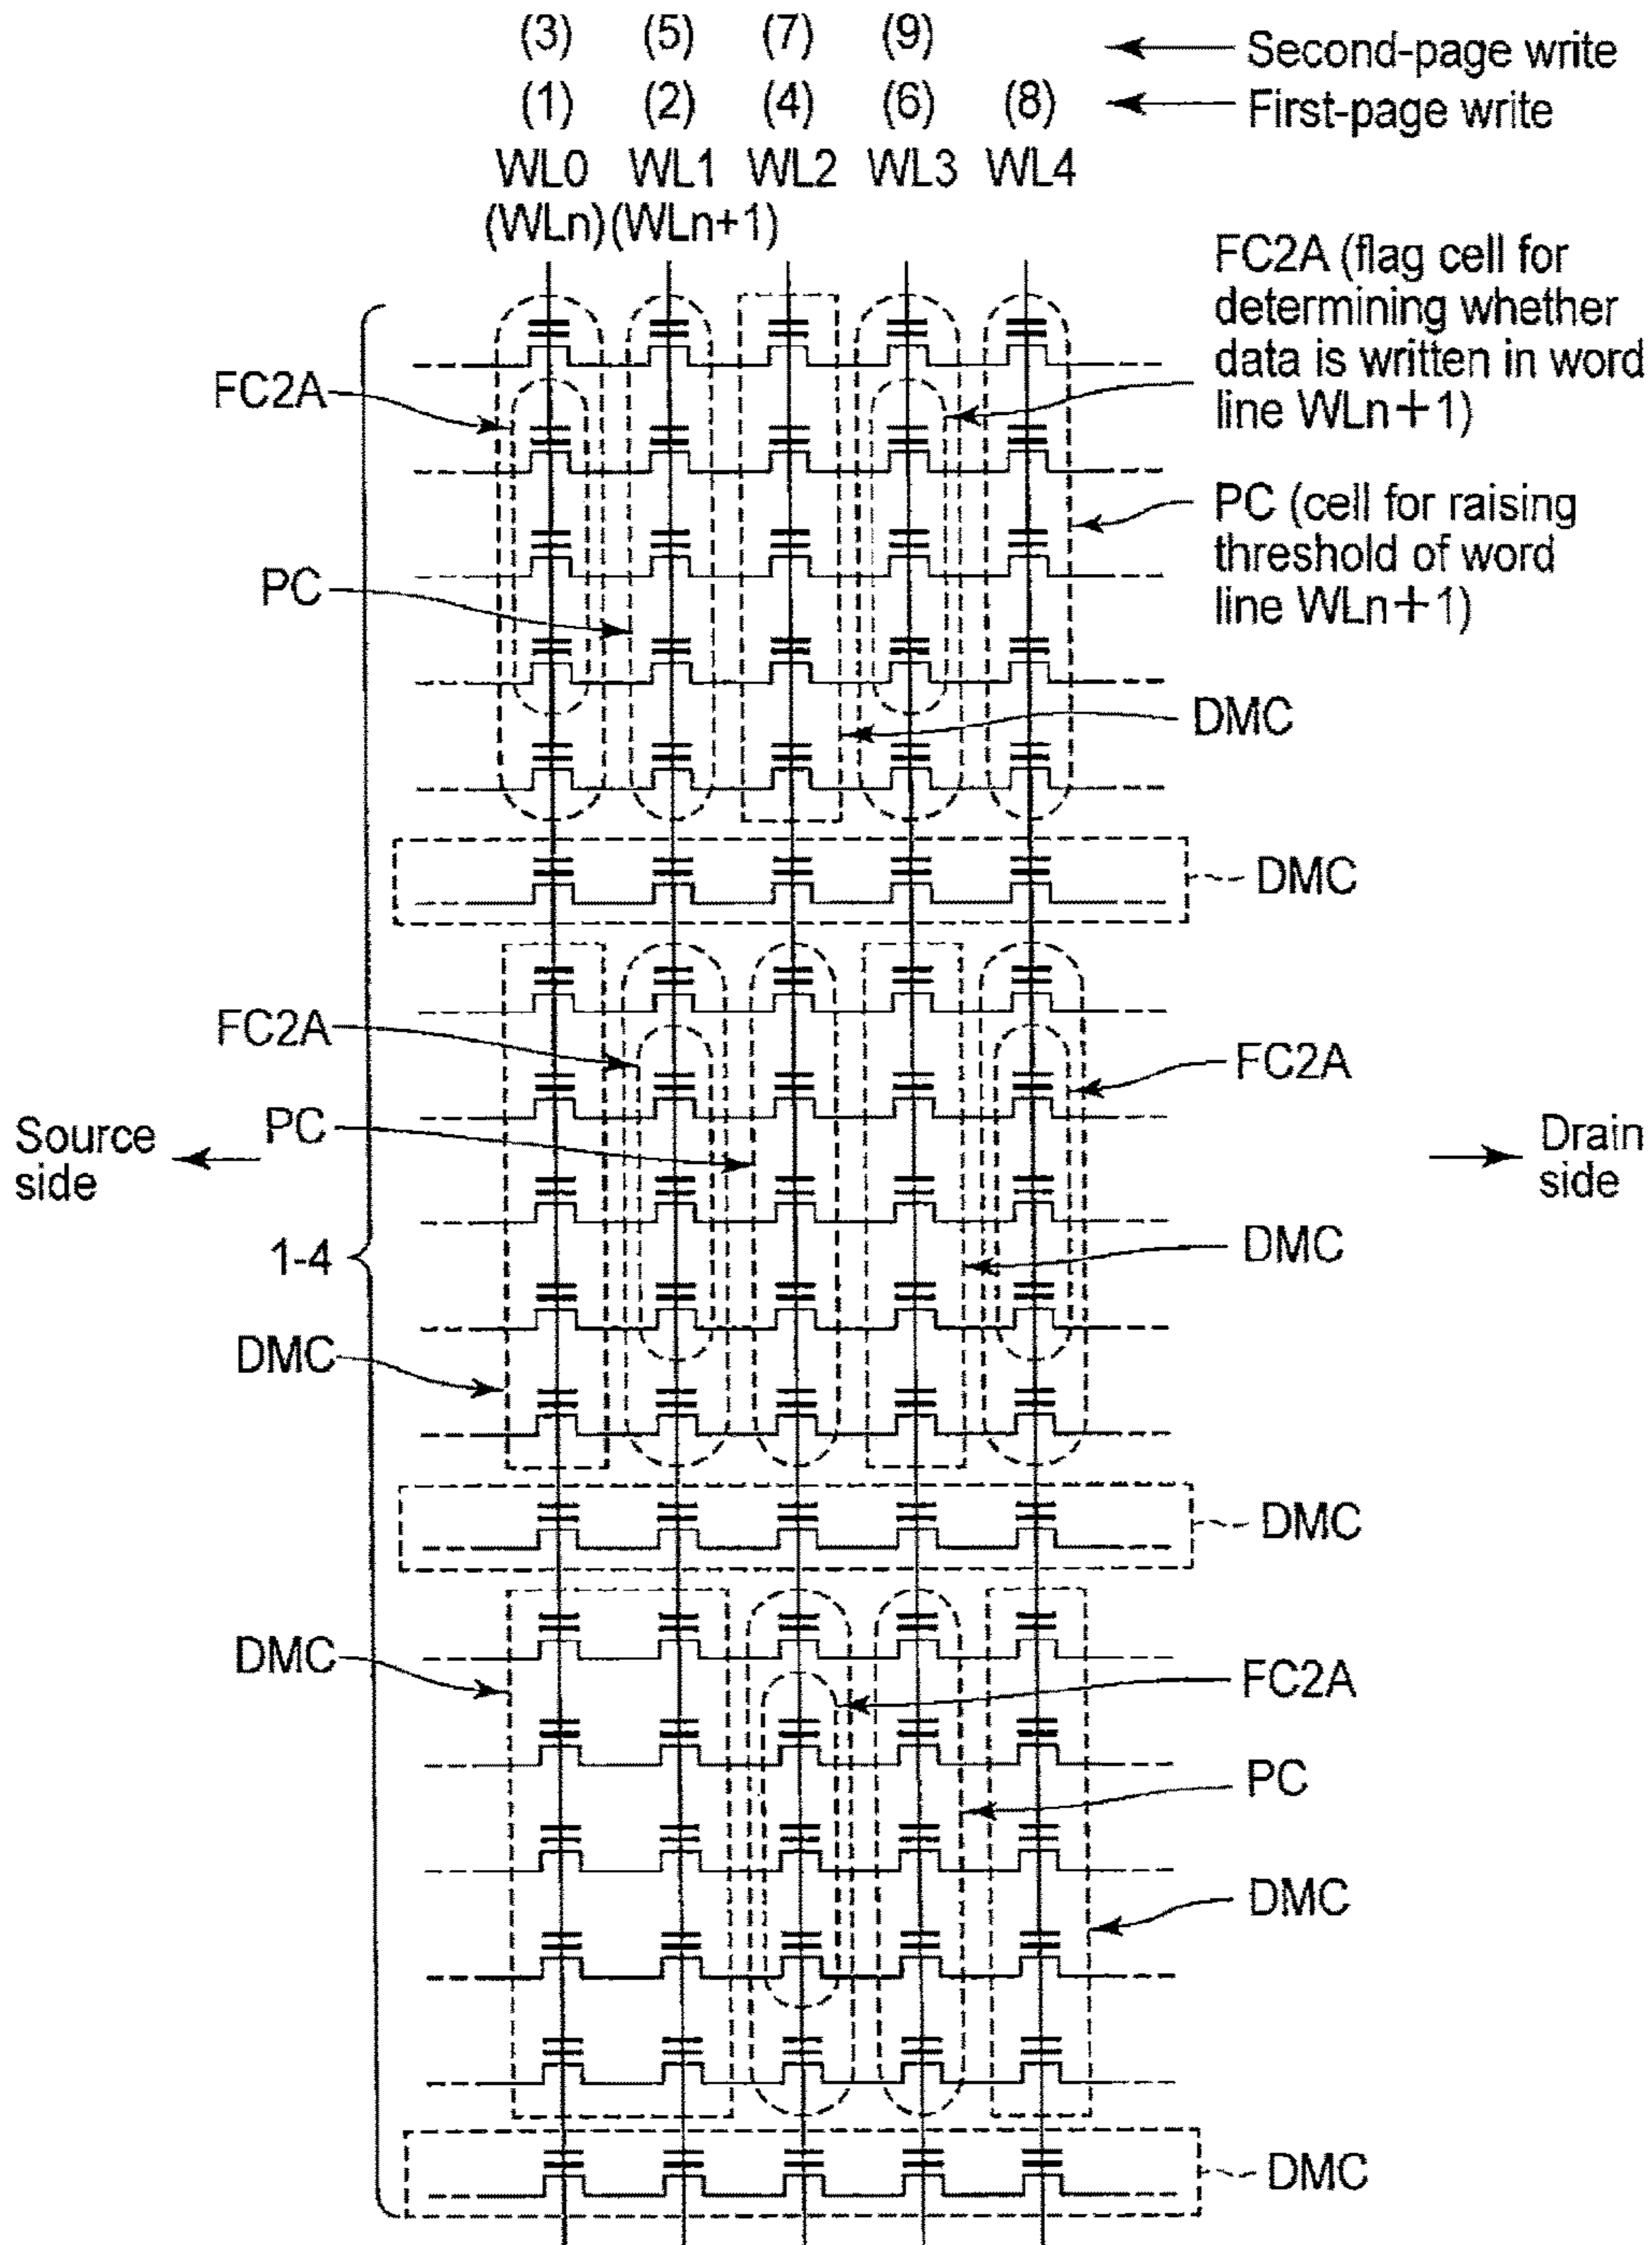 (3) (5) (7) (9) Second-page write
(1) (2) (4) (6) (8) First-page write
WL0 WL1 WL2 WL3 WL4
(WLn) (WLn+1)
FC2A (flag cell for
determining whether
data is written in word
line WLn+1)
FC2A
PC (cell for raising
threshold of word
line WLn+1)
PC
DMC
DMC
FC2A
FC2A
PC
Source
side
Drain
side
1-4
DMC
DMC
DMC
DMC
FC2A
PC
DMC
DMC